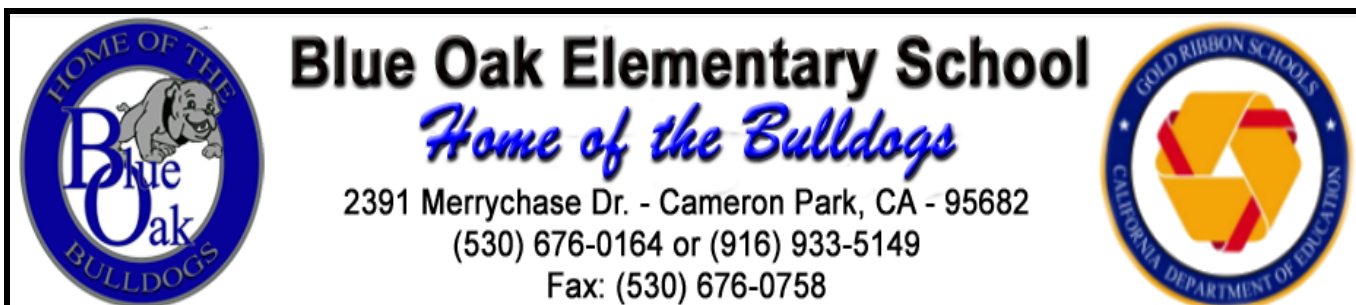 HOME OF THE
Blue
Oak
BULLDOGS
Blue Oak Elementary School
Home of the Bulldogs
2391 Merrychase Dr. - Cameron Park, CA - 95682
(530) 676-0164 or (916) 933-5149
Fax: (530) 676-0758
GOLD RIBBON SCHOOLS
CALIFORNIA DEPARTMENT OF EDUCATION